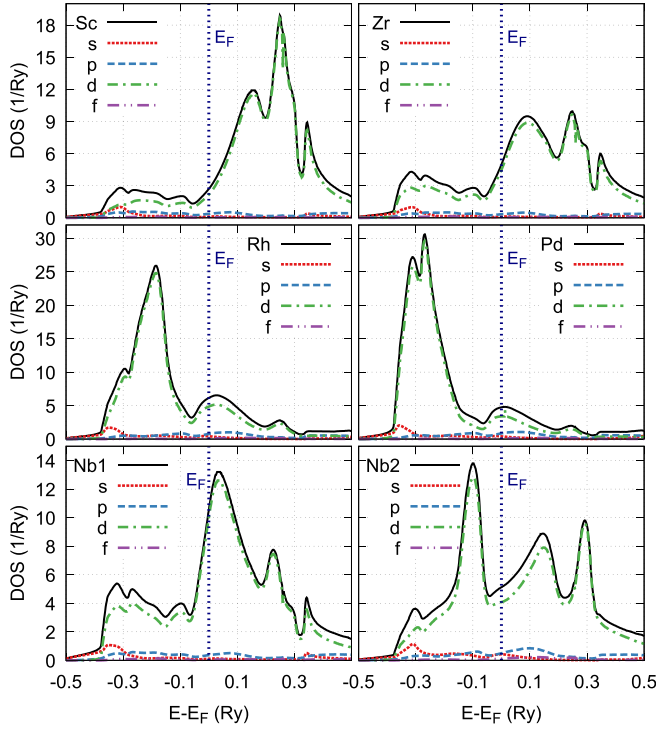 Sc
s
p
d
f
E_F
DOS (1/Ry)
18
15
12
9
6
3
0
Zr
s
p
d
f
E_F
DOS (1/Ry)
30
25
20
15
10
5
0
Rh
s
p
d
f
E_F
Pd
s
p
d
f
E_F
DOS (1/Ry)
14
12
10
8
6
4
2
0
Nb1
s
p
d
f
E_F
Nb2
s
p
d
f
E_F
-0.5 -0.3 -0.1 0.1 0.3
-0.5 -0.3 -0.1 0.1 0.3 0.5
E-E_F (Ry)
E-E_F (Ry)